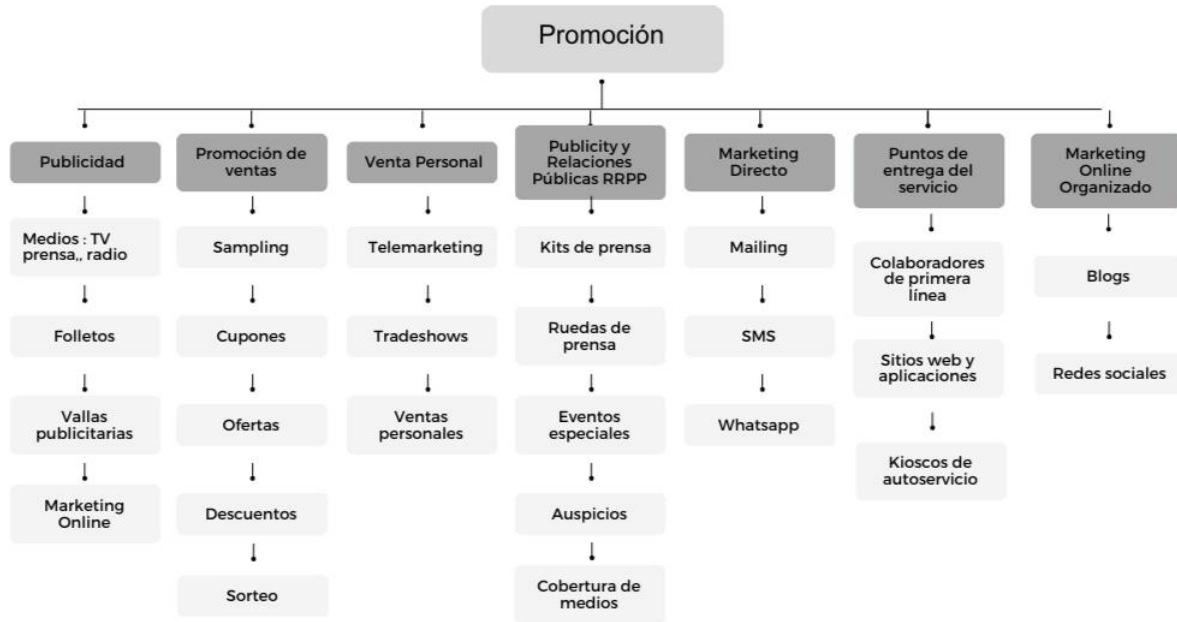 Promoción
Publicidad
Medios : TV
prensa,, radio
Folletos
Vallas
publicitarias
Marketing
Online
Promoción de
ventas
Sampling
Cupones
Ofertas
Descuentos
Sorteo
Venta Personal
Telemarketing
Tradeshows
Ventas
personales
Publicity y
Relaciones
Públicas RRPP
Kits de prensa
Ruedas de
prensa
Eventos
especiales
Auspicios
Cobertura de
medios
Marketing
Directo
Mailing
SMS
Whatsapp
Puntos de
entrega del
servicio
Colaboradores
de primera
línea
Sitios web y
aplicaciones
Kioscos de
autoservicio
Marketing
Online
Organizado
Blogs
Redes sociales